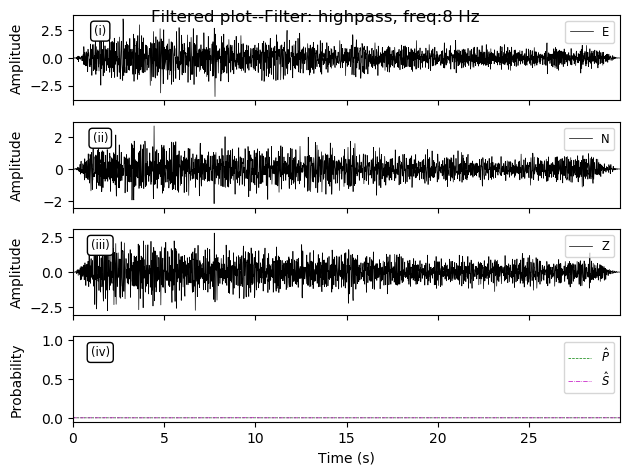 Filtered plot--Filter: highpass, freq:8 Hz
Amplitude
2.5
0.0
−2.5
(i)
E
Amplitude
2
0
−2
(ii)
N
Amplitude
2.5
0.0
−2.5
(iii)
Z
Probability
1.0
0.5
0.0
(iv)
P̂
Ŝ
0 5 10 15 20 25
Time (s)